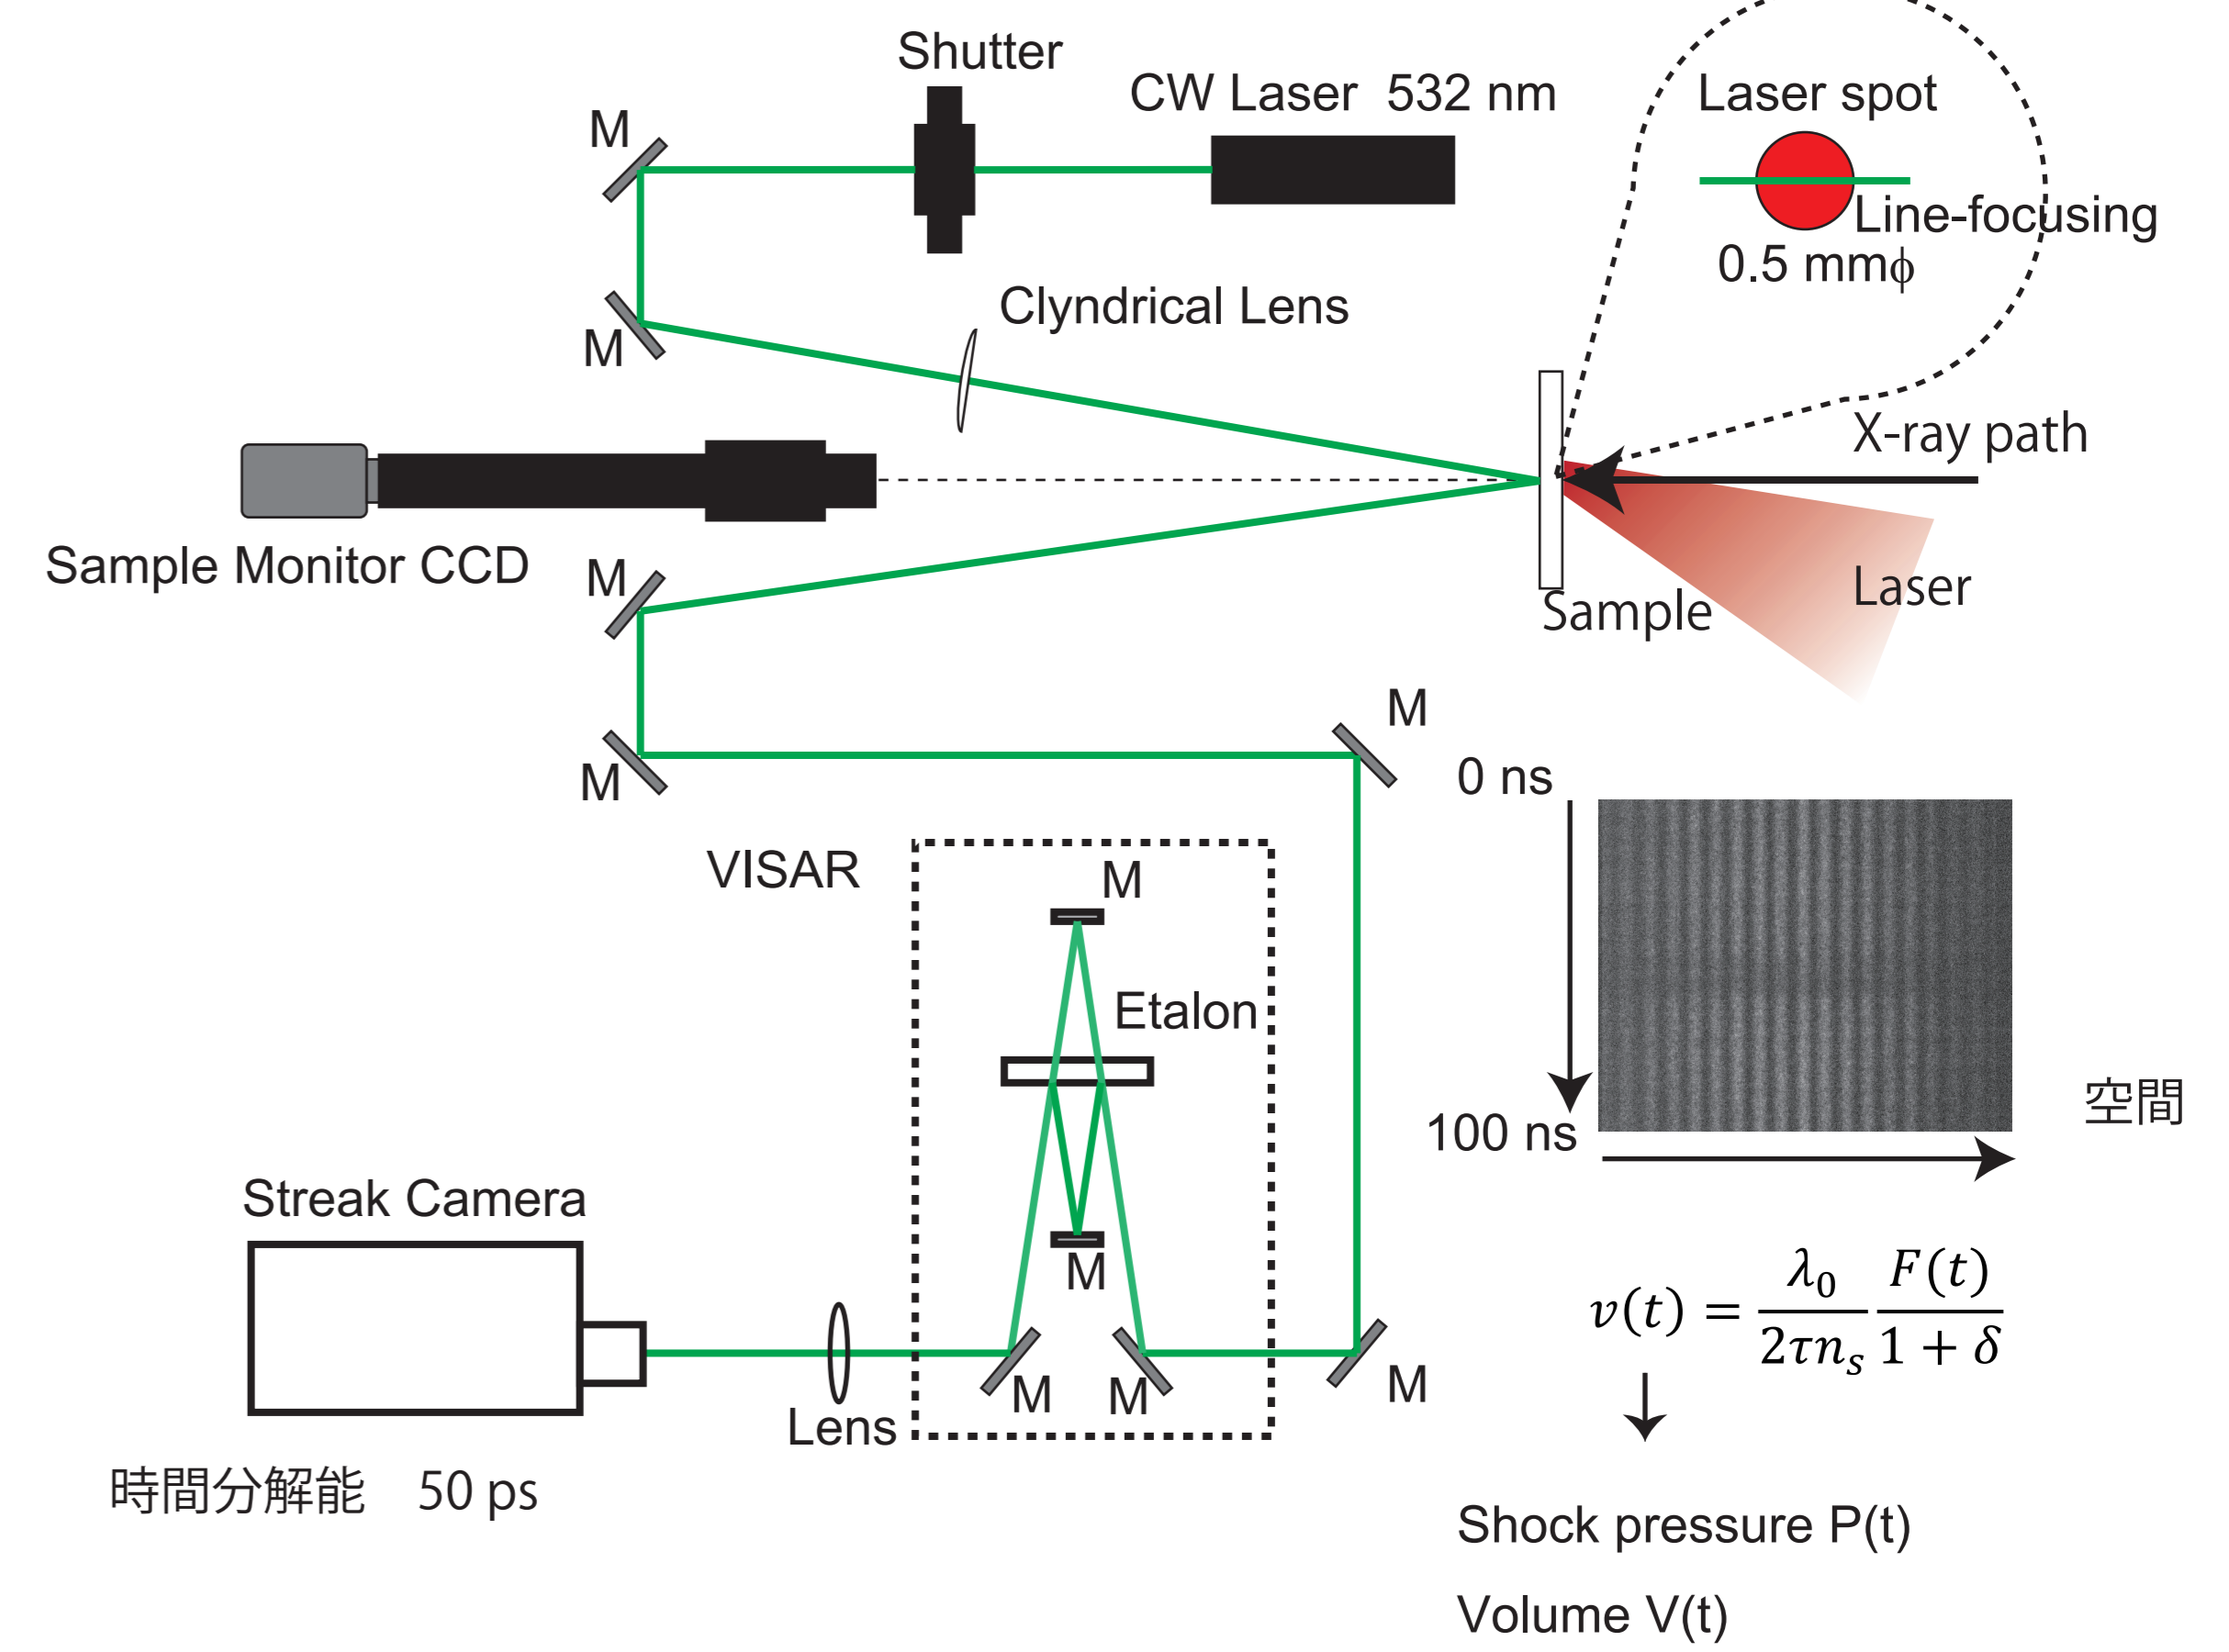 Shutter
CW Laser 532 nm
Laser spot
M
Line-focusing
0.5 mmϕ
Clyndrical Lens
M
X-ray path
Sample Monitor CCD
M
Laser
Sample
M
M
0 ns
VISAR
M
Etalon
空間
100 ns
Streak Camera
M
v(t) = λ₀/2τnₛ F(t)/1 + δ
M
M
M
Lens
時間分解能 50 ps
Shock pressure P(t)
Volume V(t)